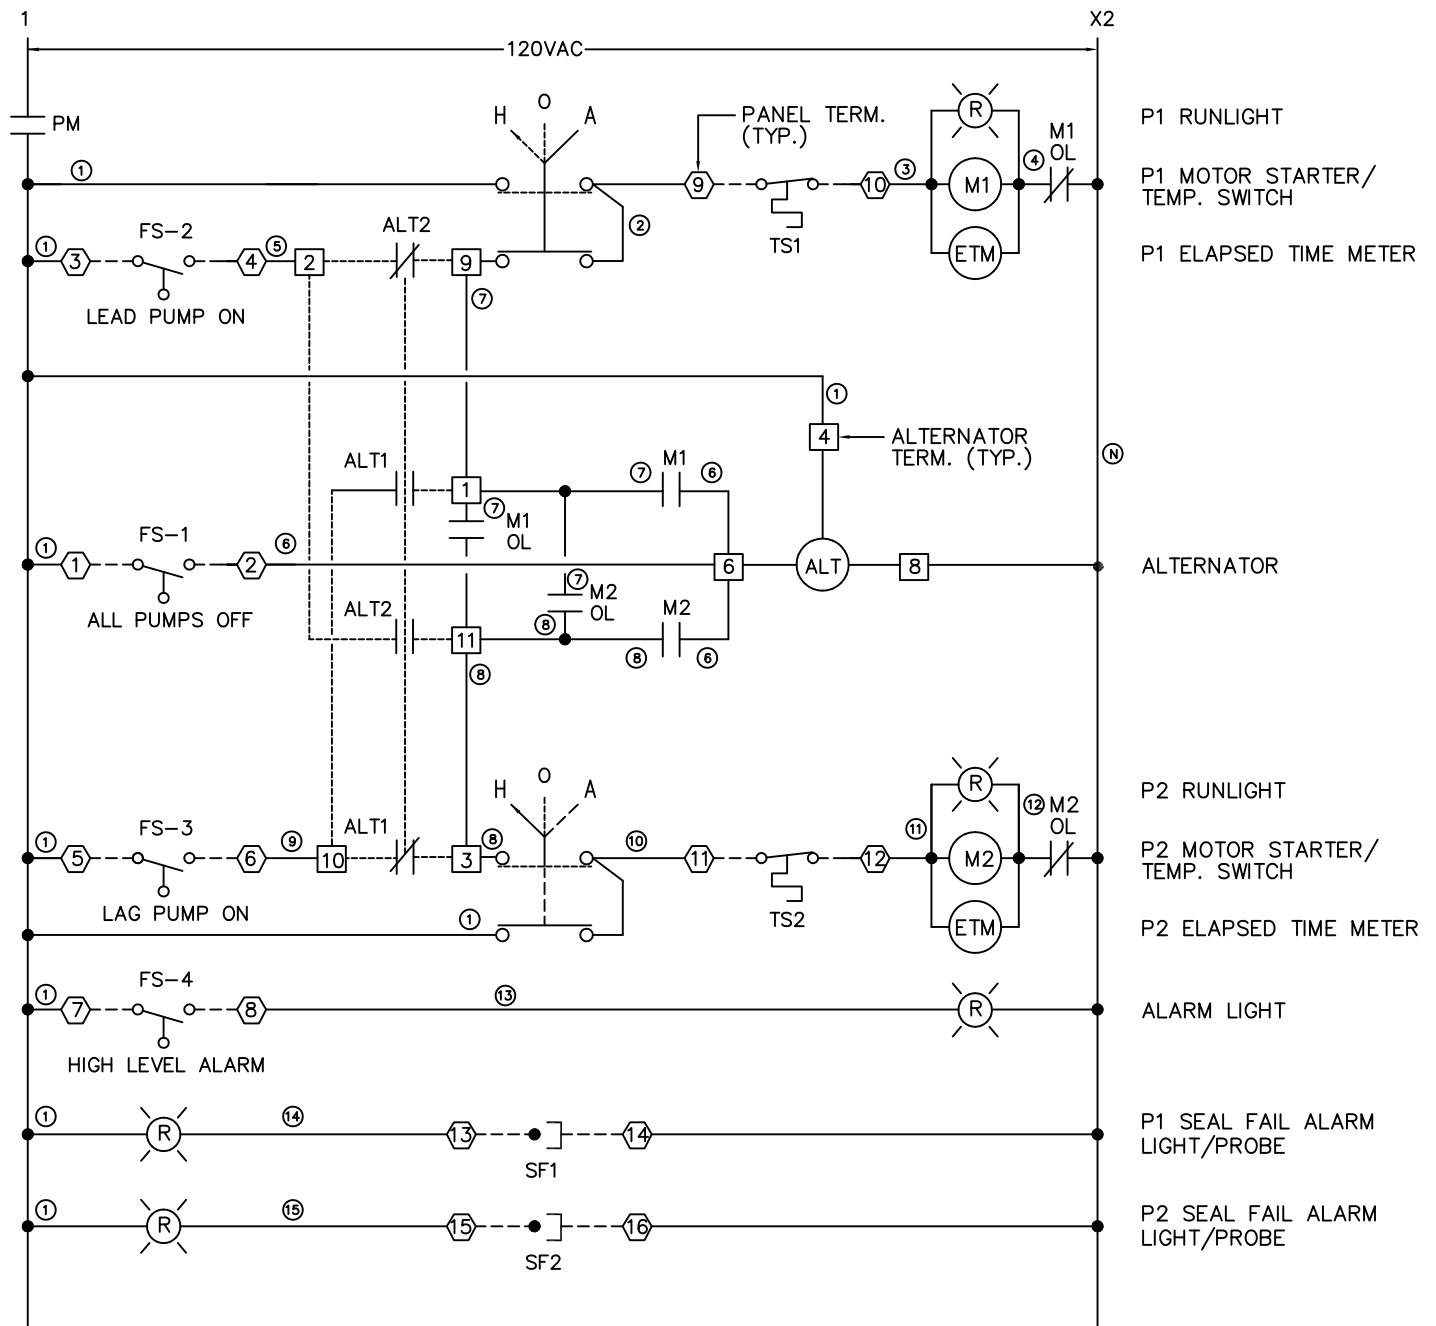 1
X2
120VAC
PM
H O A
PANEL TERM.
(TYP.)
R
P1 RUNLIGHT
M1
OL
1
9
10
3
M1
4
P1 MOTOR STARTER/
TEMP. SWITCH
TS1
2
FS-2
ALT2
1
3
4
5
2
9
ETM
P1 ELAPSED TIME METER
LEAD PUMP ON
7
1
4
ALTERNATOR
TERM. (TYP.)
N
ALT1
1
7
M1
6
7
M1
OL
FS-1
1
1
2
6
6
ALT
8
ALTERNATOR
ALL PUMPS OFF
7
M2
OL
ALT2
11
8
M2
8
6
8
H O A
R
P2 RUNLIGHT
12
M2
OL
FS-3
ALT1
1
5
6
9
10
3
8
10
11
12
11
M2
P2 MOTOR STARTER/
TEMP. SWITCH
TS2
LAG PUMP ON
1
ETM
P2 ELAPSED TIME METER
FS-4
1
7
8
13
R
ALARM LIGHT
HIGH LEVEL ALARM
1
R
14
13
14
SF1
P1 SEAL FAIL ALARM
LIGHT/PROBE
1
R
15
15
16
SF2
P2 SEAL FAIL ALARM
LIGHT/PROBE